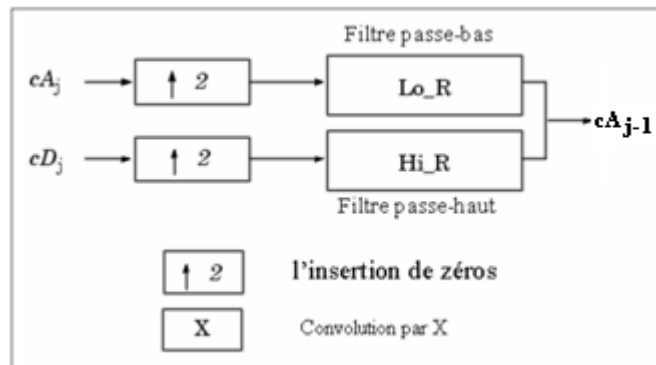 Filtre passe-bas
cAj ↑ 2 Lo_R
cAj-1
cDj ↑ 2 Hi_R
Filtre passe-haut
↑ 2 l'insertion de zéros
X Convolution par X